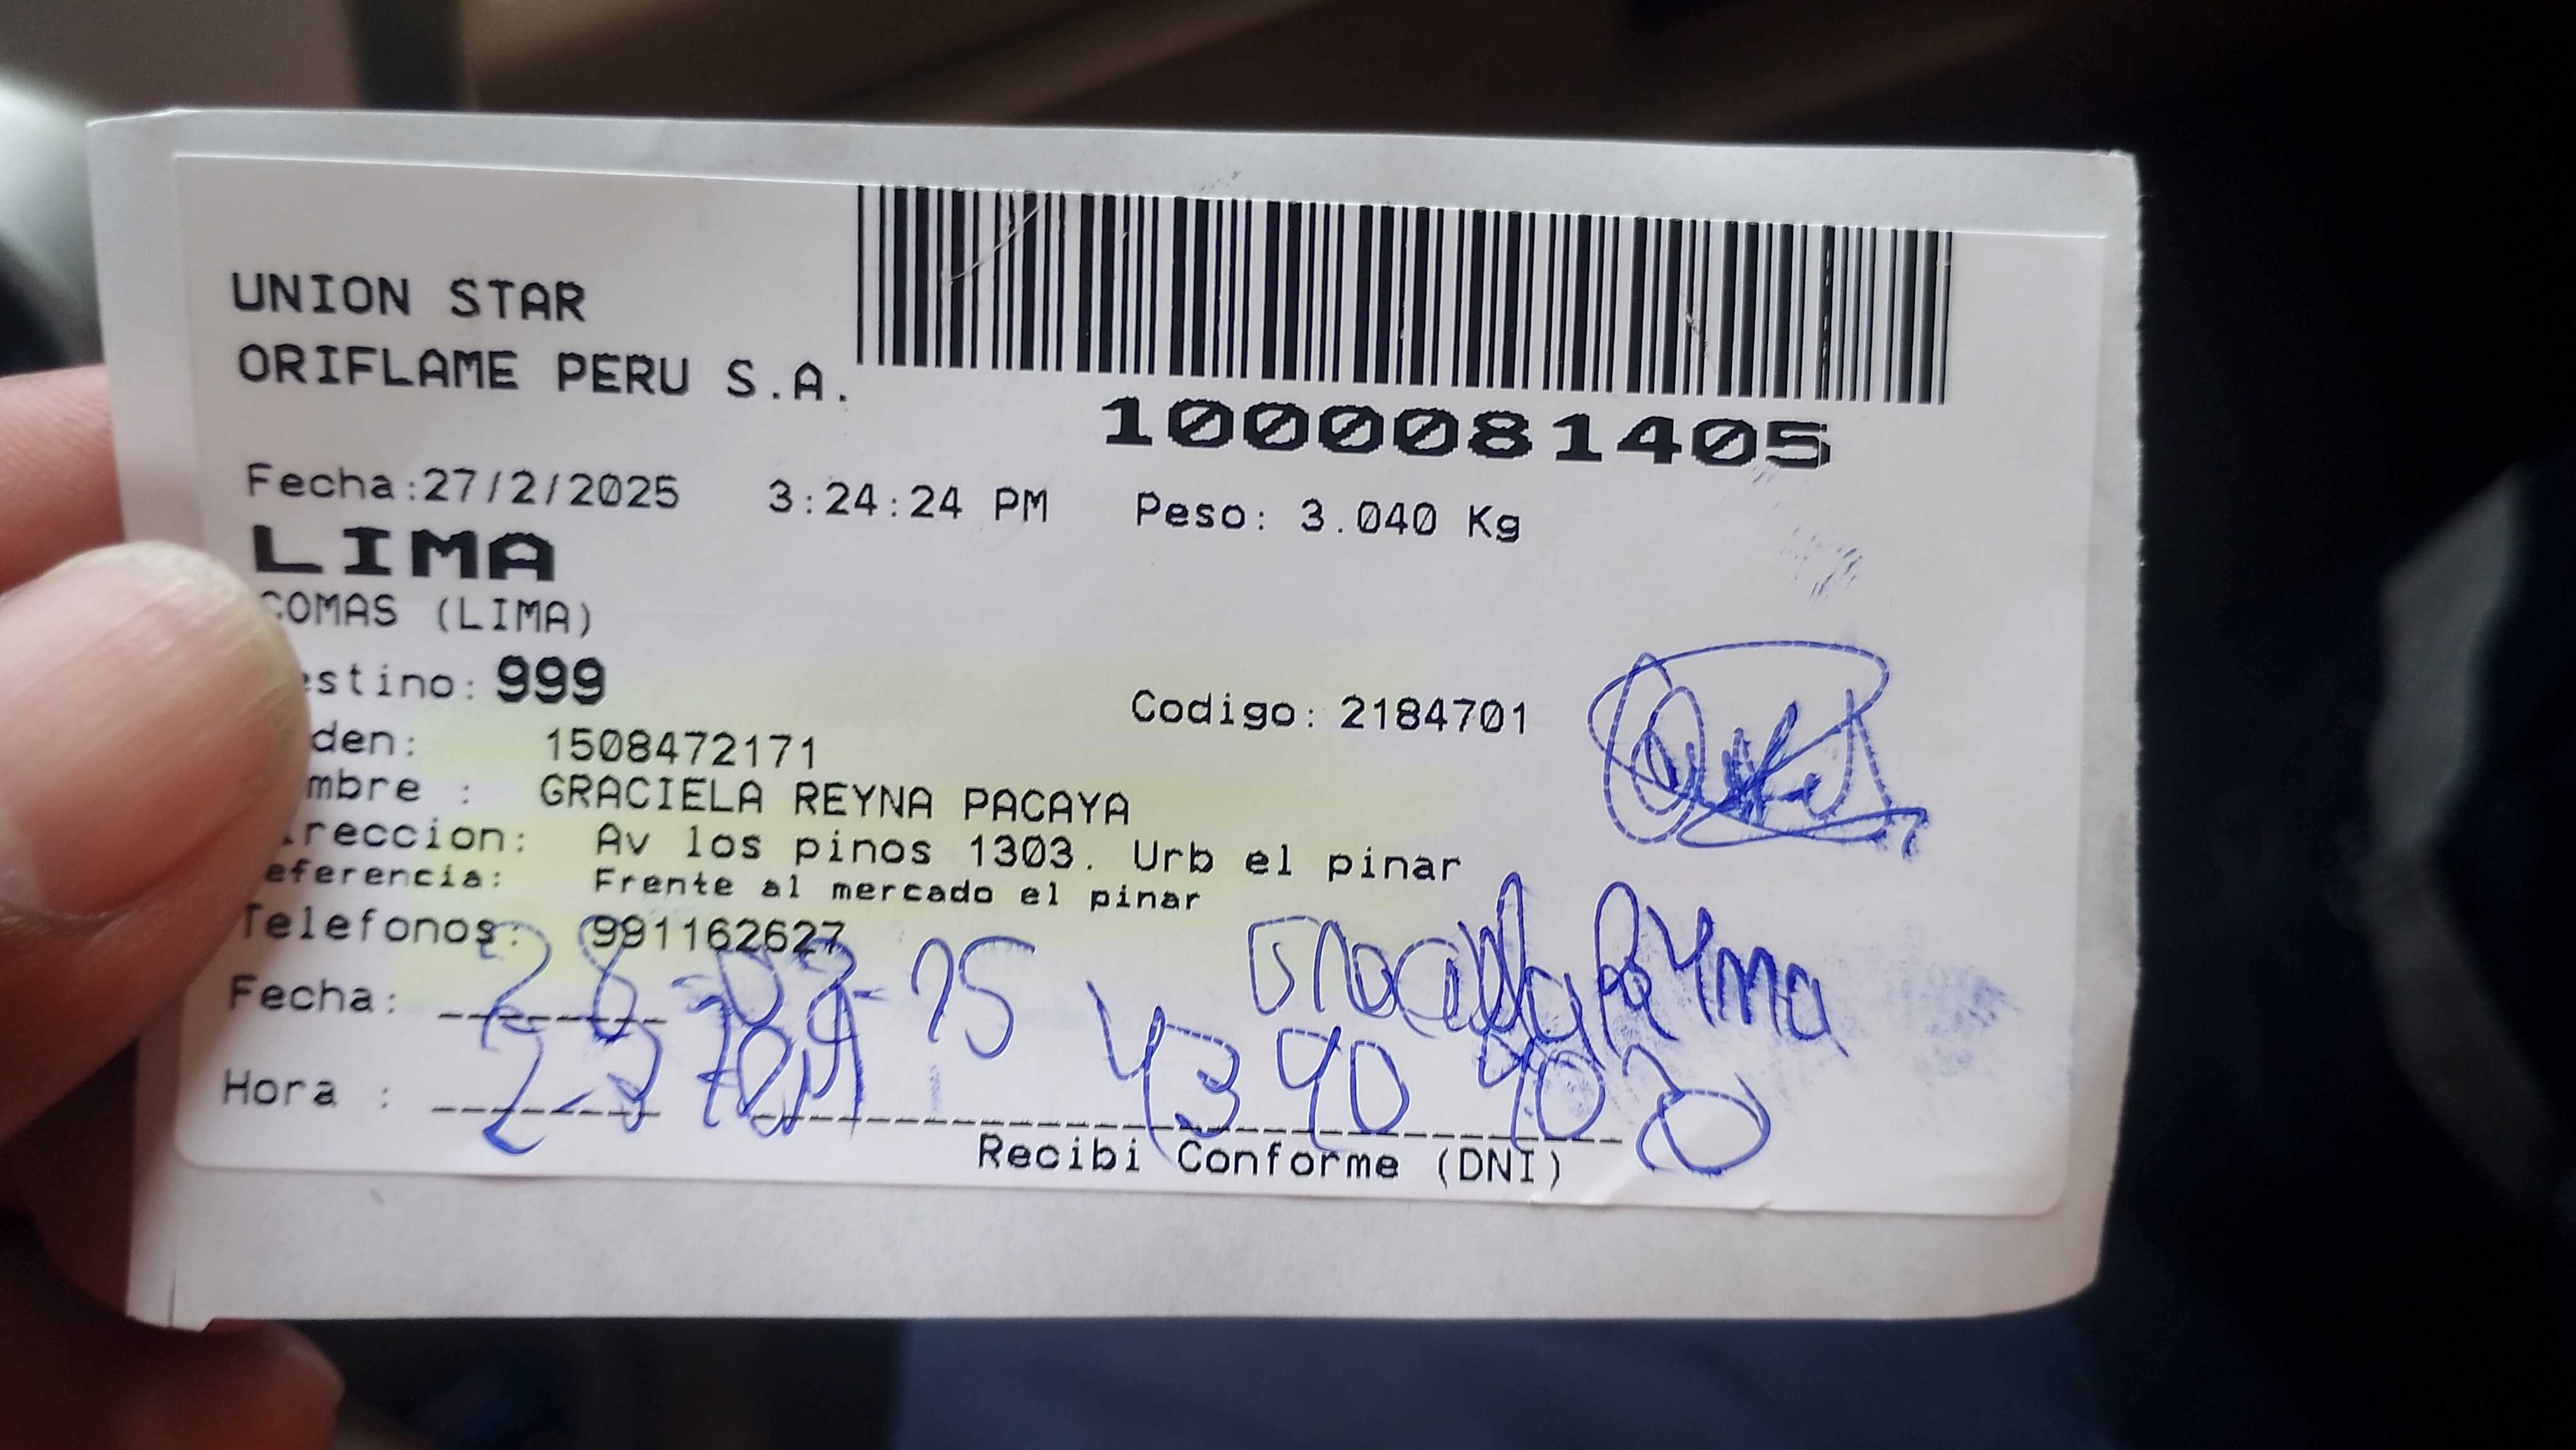 UNION STAR
ORIFLAME PERU S.A.
1000081405
Fecha:27/2/2025 3:24:24 PM Peso: 3.040 Kg
LIMA
COMAS (LIMA)
estino: 999
Codigo: 2184701
den: 1508472171
mbre : GRACIELA REYNA PACAYA
ireccion: Av los pinos 1303. Urb el pinar
eferencia: Frente al mercado el pinar
Telefonos: 991162627
Fecha:
Hora :
Recibi Conforme (DNI)